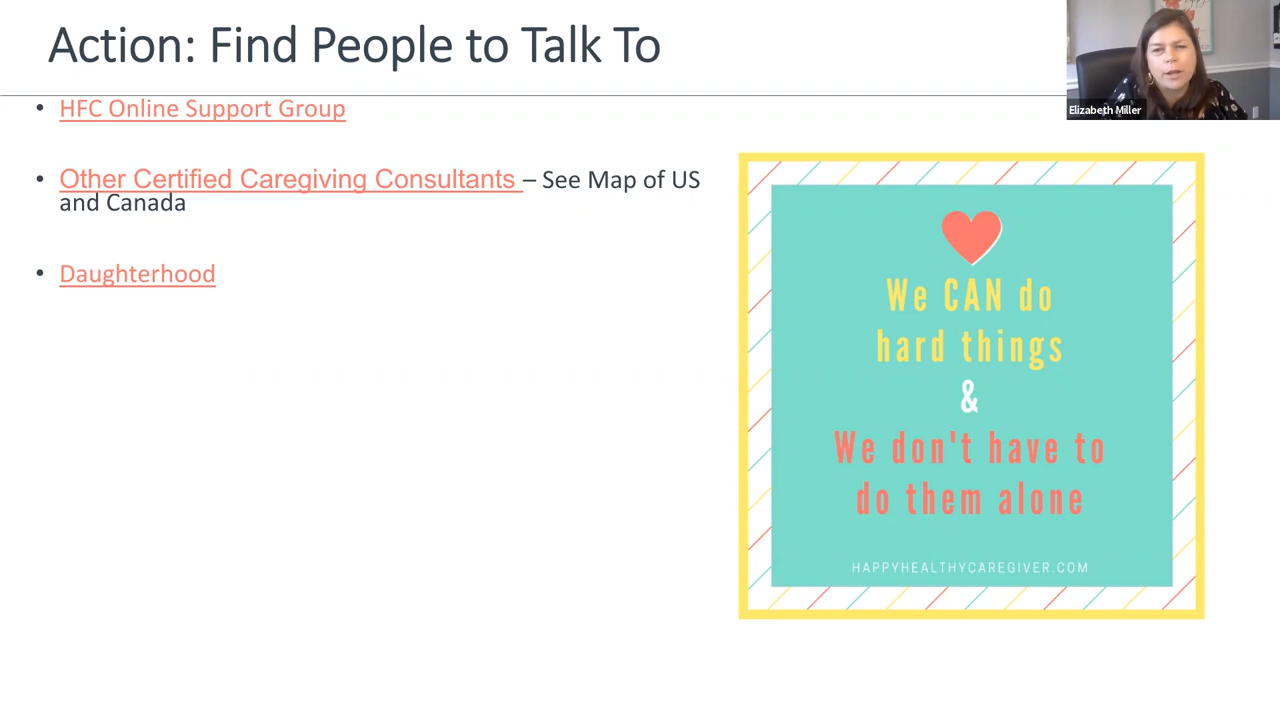 Action: Find People to Talk To
Elizabeth Miller
• HFC Online Support Group
• Other Certified Caregiving Consultants – See Map of US
and Canada
• Daughterhood
We CAN do
hard things
&
We don't have to
do them alone
HAPPYHEALTHYCAREGIVER.COM